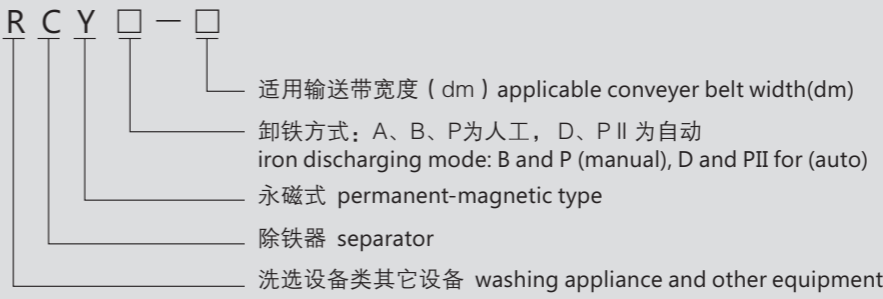 R C Y □ — □
适用输送带宽度（dm）applicable conveyer belt width(dm)
卸铁方式：A、B、P为人工，D、PⅡ为自动
iron discharging mode: B and P (manual), D and PII for (auto)
永磁式 permanent-magnetic type
除铁器 separator
洗选设备类其它设备 washing appliance and other equipment